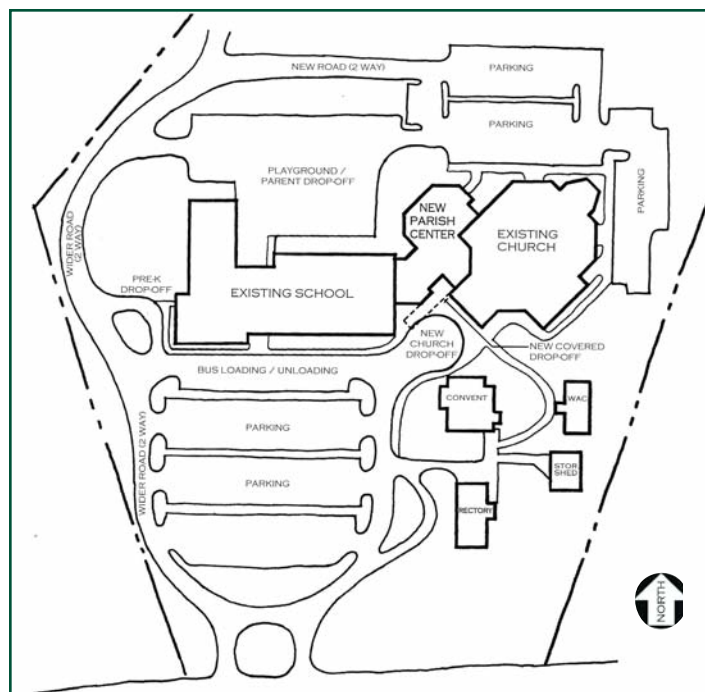 NEW ROAD (2 WAY)
PARKING
PARKING
PLAYGROUND /
PARENT DROP-OFF
PARKING
NEW
PARISH
CENTER
EXISTING
CHURCH
WIDER ROAD
(2 WAY)
PRE-K
DROP-OFF
EXISTING SCHOOL
NEW
CHURCH
DROP-OFF
NEW COVERED
DROP-OFF
BUS LOADING / UNLOADING
CONVENT
WAC
PARKING
WIDER ROAD (2 WAY)
PARKING
STOR.
SHED
RECTORY
NORTH